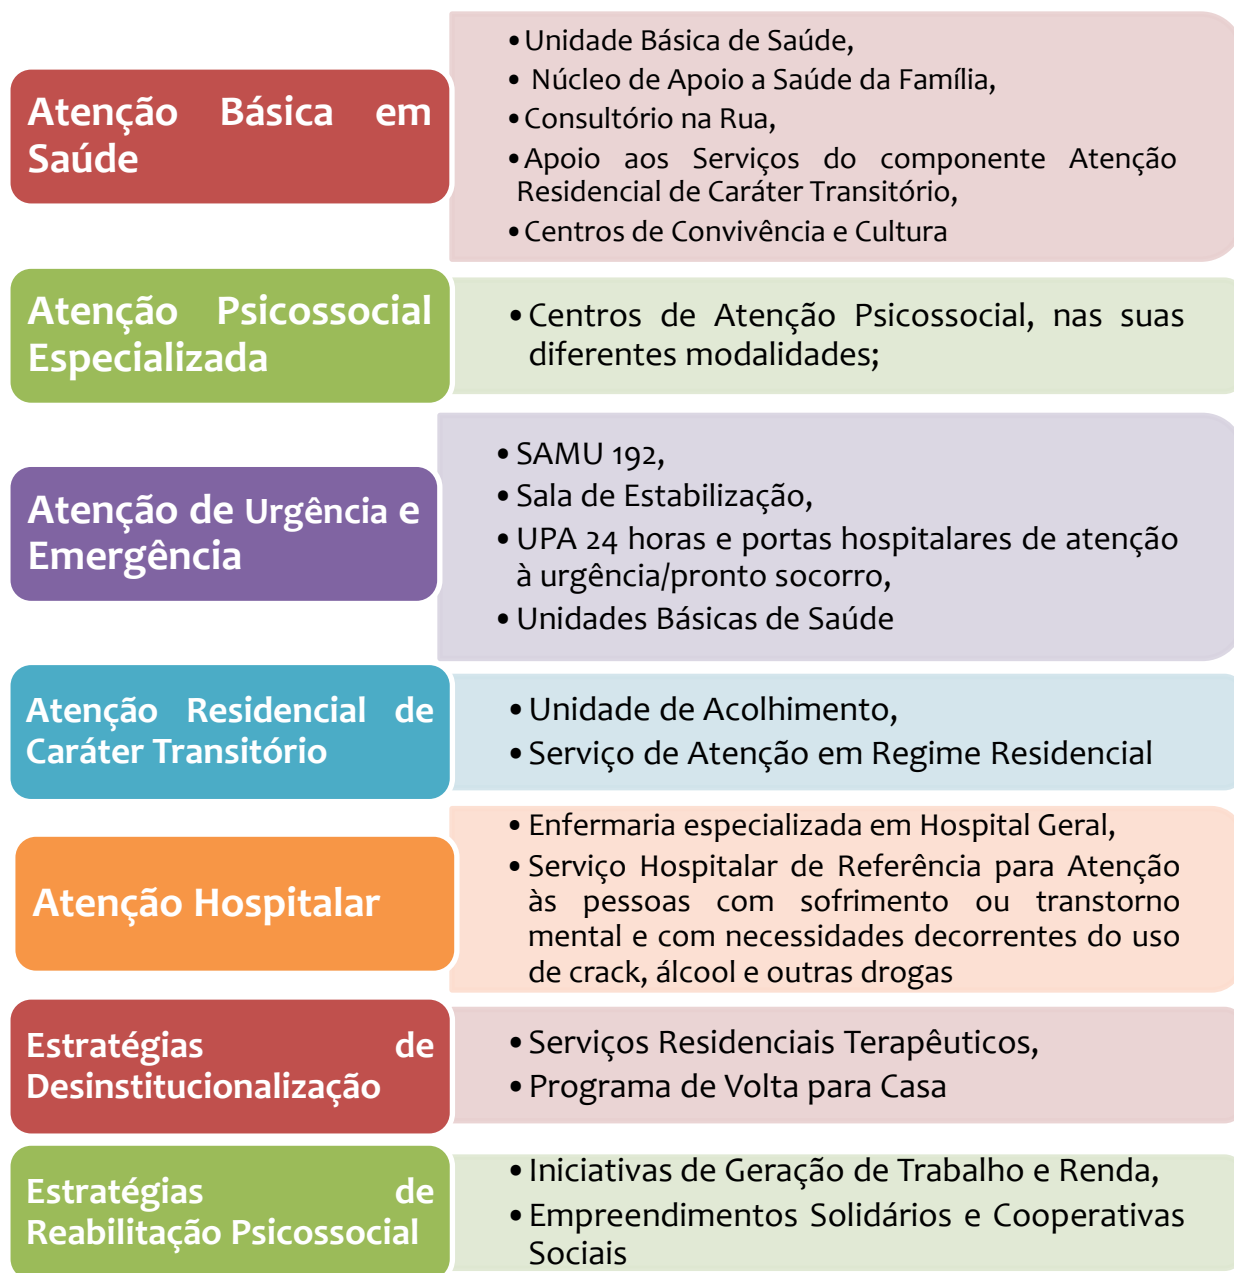 Atenção Básica em
Saúde
•Unidade Básica de Saúde,
• Núcleo de Apoio a Saúde da Família,
•Consultório na Rua,
•Apoio aos Serviços do componente Atenção
Residencial de Caráter Transitório,
•Centros de Convivência e Cultura
Atenção Psicossocial
Especializada
•Centros de Atenção Psicossocial, nas suas
diferentes modalidades;
Atenção de Urgência e
Emergência
•SAMU 192,
•Sala de Estabilização,
•UPA 24 horas e portas hospitalares de atenção
à urgência/pronto socorro,
•Unidades Básicas de Saúde
Atenção Residencial de
Caráter Transitório
•Unidade de Acolhimento,
•Serviço de Atenção em Regime Residencial
Atenção Hospitalar
•Enfermaria especializada em Hospital Geral,
•Serviço Hospitalar de Referência para Atenção
às pessoas com sofrimento ou transtorno
mental e com necessidades decorrentes do uso
de crack, álcool e outras drogas
Estratégias de
Desinstitucionalização
•Serviços Residenciais Terapêuticos,
•Programa de Volta para Casa
Estratégias de
Reabilitação Psicossocial
•Iniciativas de Geração de Trabalho e Renda,
•Empreendimentos Solidários e Cooperativas
Sociais